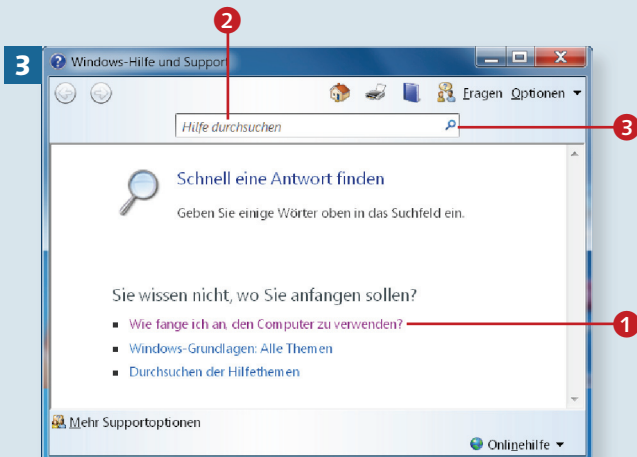 2
3
Windows-Hilfe und Support
Fragen Optionen
Hilfe durchsuchen
3
Schnell eine Antwort finden
Geben Sie einige Wörter oben in das Suchfeld ein.
Sie wissen nicht, wo Sie anfangen sollen?
Wie fange ich an, den Computer zu verwenden?
1
Windows-Grundlagen: Alle Themen
Durchsuchen der Hilfethemen
Mehr Supportoptionen
Onlinehilfe